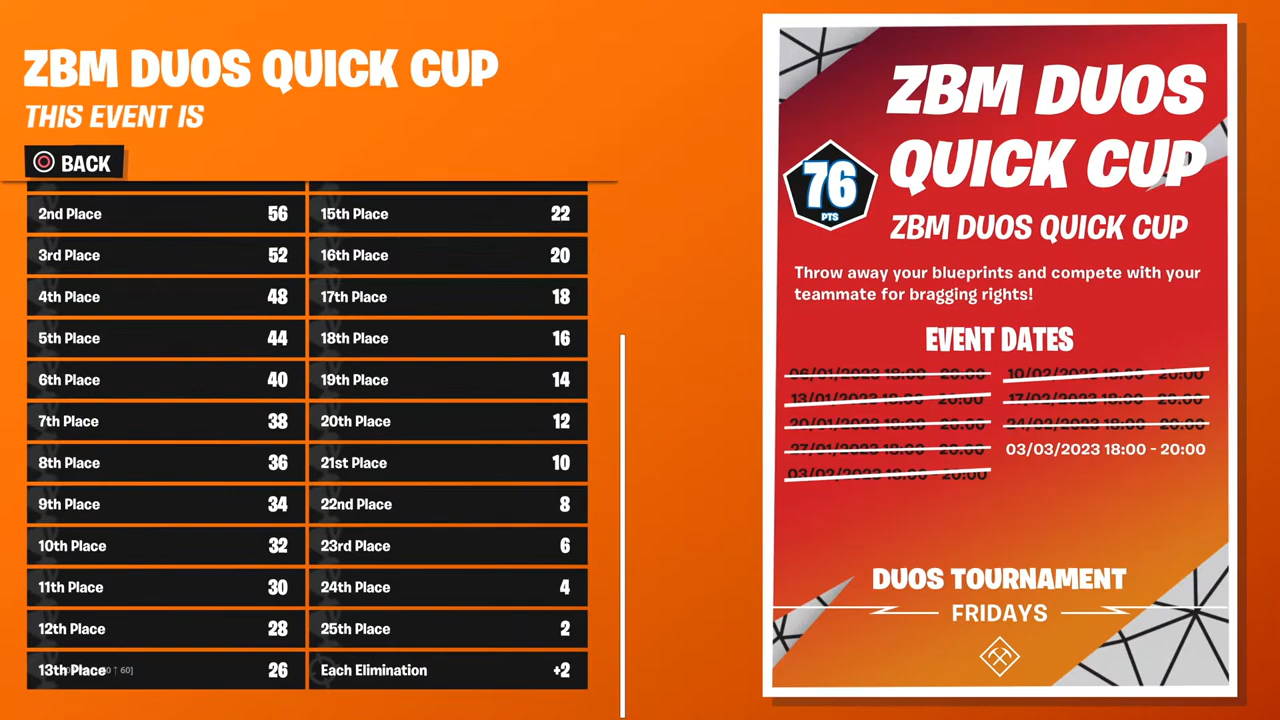 ZBM DUOS QUICK CUP
THIS EVENT IS
BACK
2nd Place 56
3rd Place 52
4th Place 48
5th Place 44
6th Place 40
7th Place 38
8th Place 36
9th Place 34
10th Place 32
11th Place 30
12th Place 28
13th Place 26
15th Place 22
16th Place 20
17th Place 18
18th Place 16
19th Place 14
20th Place 12
21st Place 10
22nd Place 8
23rd Place 6
24th Place 4
25th Place 2
Each Elimination +2
ZBM DUOS
QUICK CUP
76
PTS
ZBM DUOS QUICK CUP
Throw away your blueprints and compete with your
teammate for bragging rights!
EVENT DATES
06/01/2023 18:00 - 20:00
13/01/2023 18:00 - 20:00
20/01/2023 18:00 - 20:00
27/01/2023 18:00 - 20:00
03/02/2023 18:00 - 20:00
10/02/2023 18:00 - 20:00
17/02/2023 18:00 - 20:00
24/02/2023 18:00 - 20:00
03/03/2023 18:00 - 20:00
DUOS TOURNAMENT
FRIDAYS